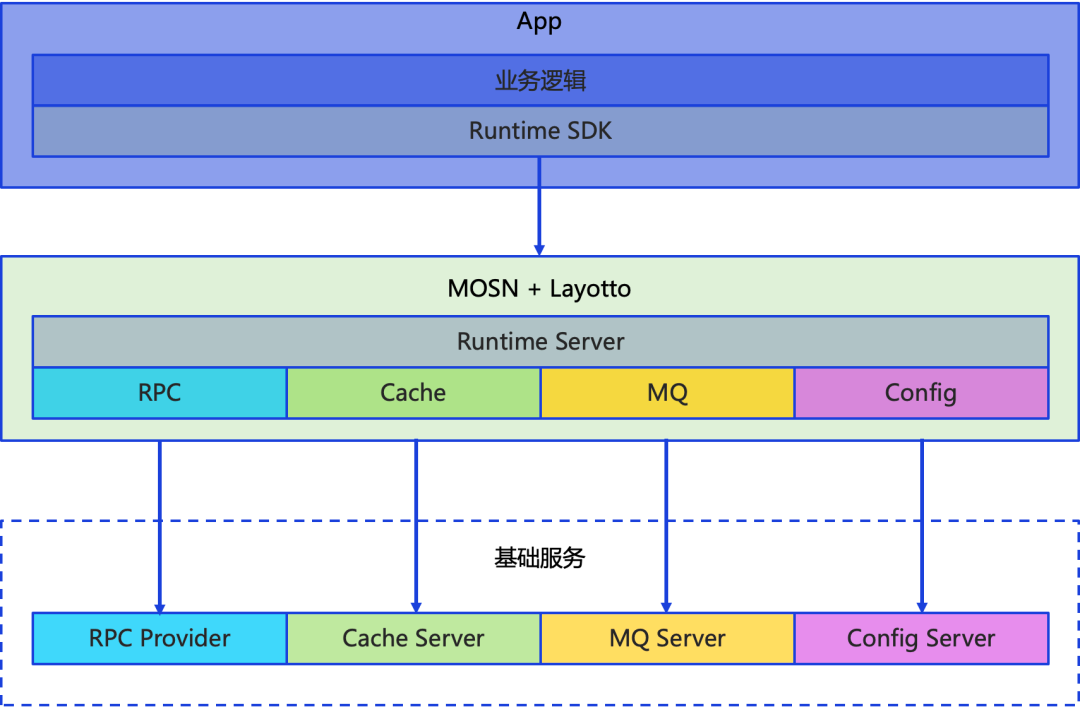 App
业务逻辑
Runtime SDK
MOSN + Layotto
Runtime Server
RPC Cache MQ Config
基础服务
RPC Provider Cache Server MQ Server Config Server